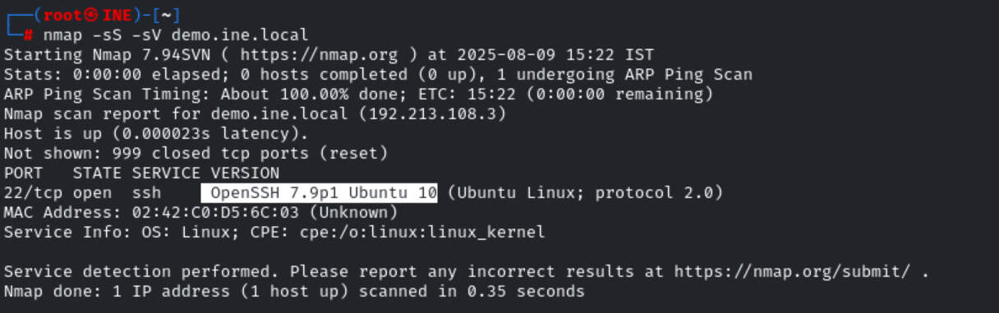 ┌──(root㉿INE)-[~]
└─# nmap -sS -sV demo.ine.local
Starting Nmap 7.94SVN ( https://nmap.org ) at 2025-08-09 15:22 IST
Stats: 0:00:00 elapsed; 0 hosts completed (0 up), 1 undergoing ARP Ping Scan
ARP Ping Scan Timing: About 100.00% done; ETC: 15:22 (0:00:00 remaining)
Nmap scan report for demo.ine.local (192.213.108.3)
Host is up (0.000023s latency).
Not shown: 999 closed tcp ports (reset)
PORT   STATE SERVICE VERSION
22/tcp open  ssh     OpenSSH 7.9p1 Ubuntu 10 (Ubuntu Linux; protocol 2.0)
MAC Address: 02:42:C0:D5:6C:03 (Unknown)
Service Info: OS: Linux; CPE: cpe:/o:linux:linux_kernel

Service detection performed. Please report any incorrect results at https://nmap.org/submit/ .
Nmap done: 1 IP address (1 host up) scanned in 0.35 seconds